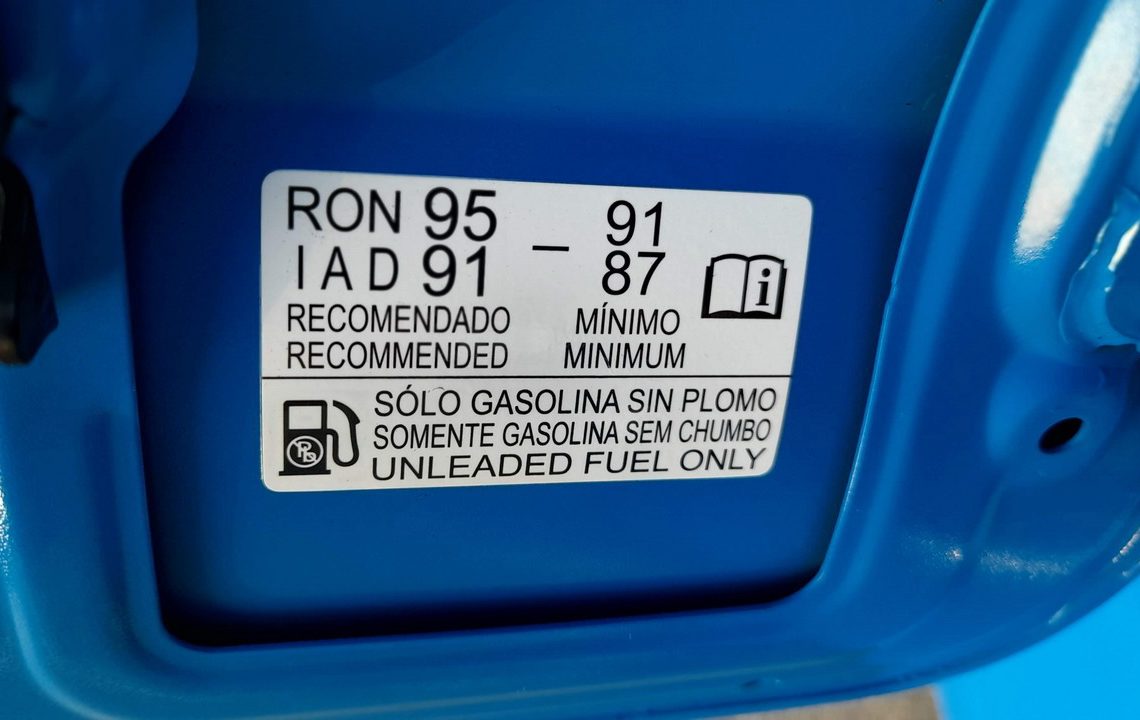 RON 95 – 91
IAD 91 87
RECOMENDADO MÍNIMO
RECOMMENDED MINIMUM
SÓLO GASOLINA SIN PLOMO
SOMENTE GASOLINA SEM CHUMBO
UNLEADED FUEL ONLY